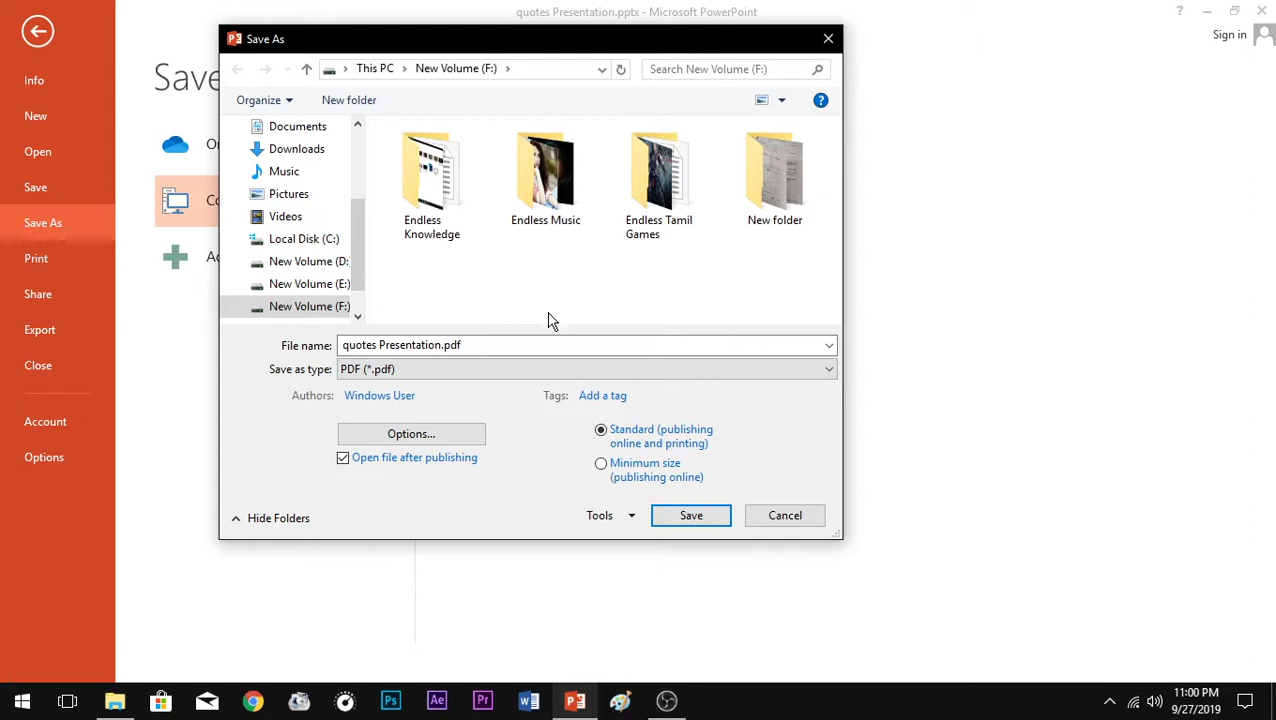 quotes Presentation.pptx - Microsoft PowerPoint
Sign in
Info
New
Open
Save
Save As
Print
Share
Export
Close
Account
Options
Save As
This PC
New Volume (F:)
Search New Volume (F:)
Organize
New folder
Documents
Downloads
Music
Pictures
Videos
Local Disk (C:)
New Volume (D:
New Volume (E:)
New Volume (F:)
Endless
Knowledge
Endless Music
Endless Tamil
Games
New folder
File name:
quotes Presentation.pdf
Save as type:
PDF (*.pdf)
Authors:
Windows User
Tags:
Add a tag
Options...
Open file after publishing
Standard (publishing
online and printing)
Minimum size
(publishing online)
Hide Folders
Tools
Save
Cancel
Ps
Ae
Pr
11:00 PM
9/27/2019